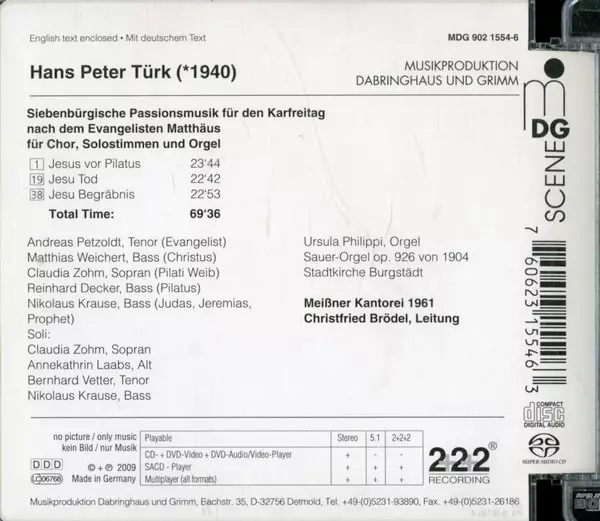 English text enclosed • Mit deutschem Text
MDG 902 1554-6
Hans Peter Türk (*1940)
MUSIKPRODUKTION
DABRINGHAUS UND GRIMM
Siebenbürgische Passionsmusik für den Karfreitag
nach dem Evangelisten Matthäus
für Chor, Solostimmen und Orgel
1 Jesus vor Pilatus 23'44
19 Jesu Tod 22'42
38 Jesu Begräbnis 22'53
Total Time: 69'36
Andreas Petzoldt, Tenor (Evangelist)
Matthias Weichert, Bass (Christus)
Claudia Zohm, Sopran (Pilati Weib)
Reinhard Decker, Bass (Pilatus)
Nikolaus Krause, Bass (Judas, Jeremias,
Prophet)
Soli:
Claudia Zohm, Sopran
Annekathrin Laabs, Alt
Bernhard Vetter, Tenor
Nikolaus Krause, Bass
Ursula Philippi, Orgel
Sauer-Orgel op. 926 von 1904
Stadtkirche Burgstädt
Meißner Kantorei 1961
Christfried Brödel, Leitung
MDG
SCENE
7 60623 15546 3
COMPACT
DISC
DIGITAL AUDIO
SUPER AUDIO CD
no picture / only music
kein Bild / nur Musik
DDD
LC06768
© + ℗ 2009
Made in Germany
Playable Stereo 5.1 2+2+2
CD- + DVD-Video + DVD-Audio/Video-Player + - -
SACD - Player + + -
Multiplayer (all formats) + + +
222®
RECORDING
Musikproduktion Dabringhaus und Grimm, Bachstr. 35, D-32756 Detmold, Tel.+49-(0)5231-93890, Fax-+49-(0)5231-26186